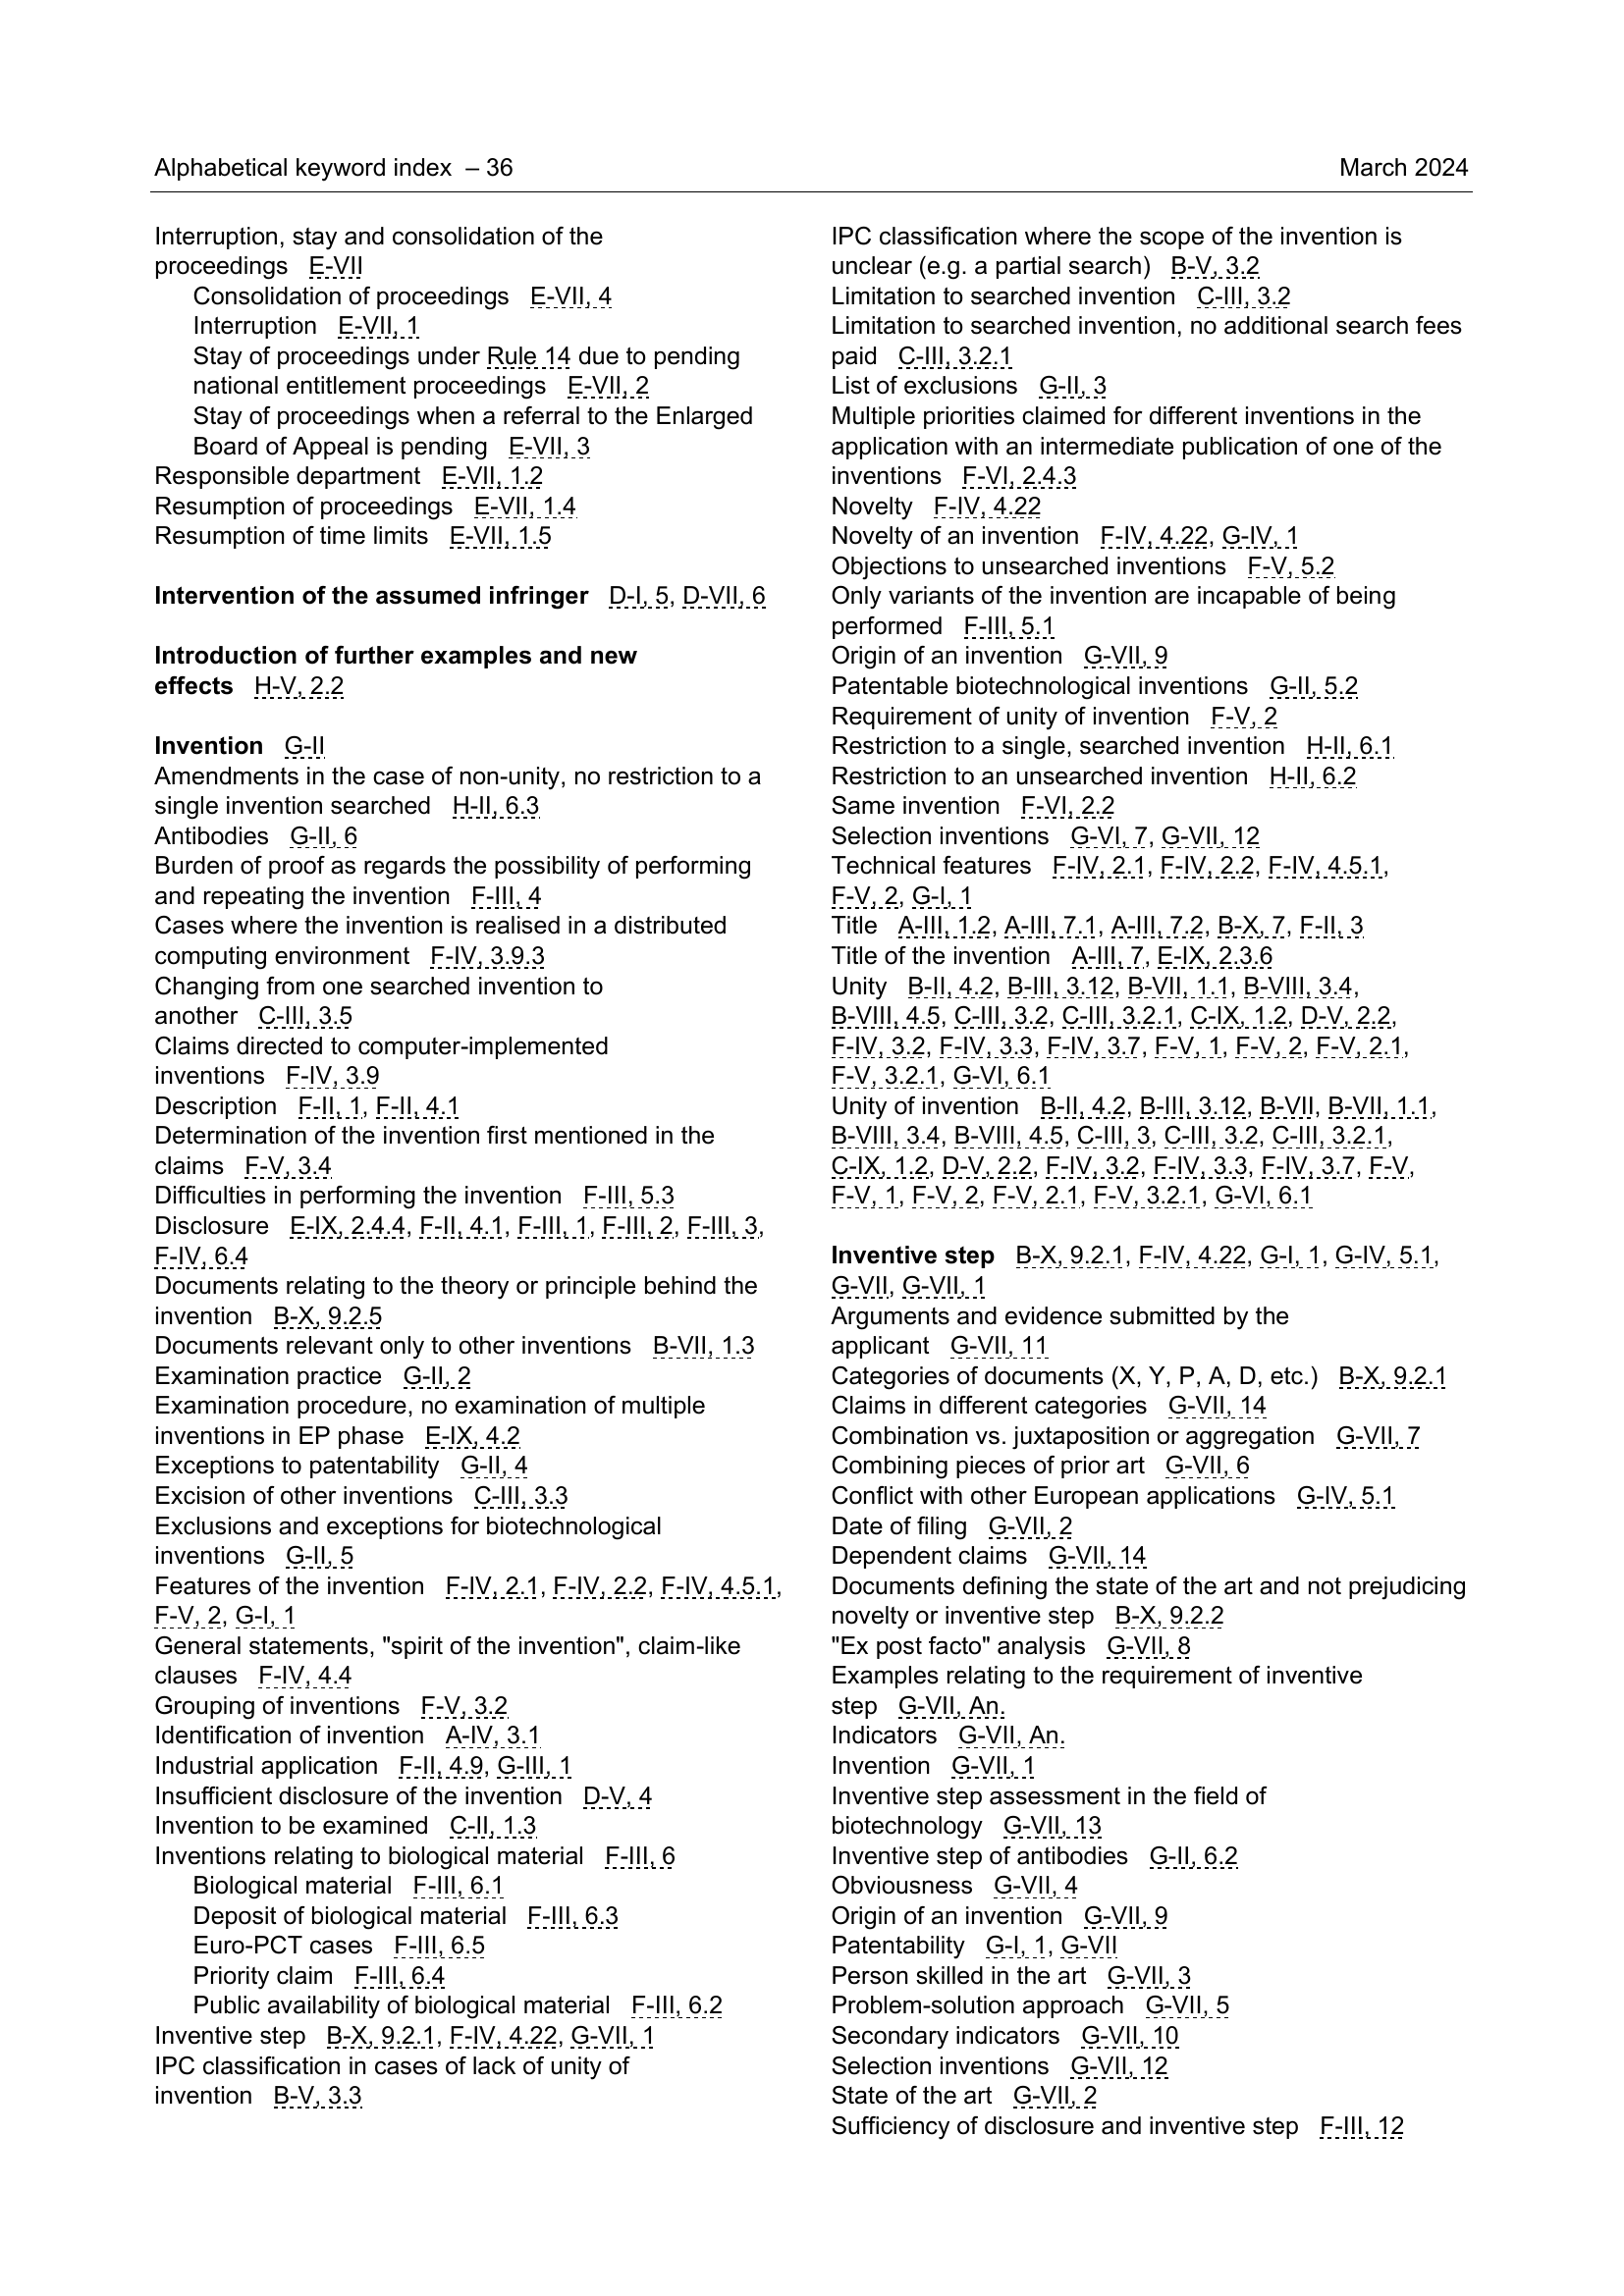 Alphabetical keyword index – 36
March 2024
Interruption, stay and consolidation of the
proceedings E-VII
Consolidation of proceedings E-VII, 4
Interruption E-VII, 1
Stay of proceedings under Rule 14 due to pending
national entitlement proceedings E-VII, 2
Stay of proceedings when a referral to the Enlarged
Board of Appeal is pending E-VII, 3
Responsible department E-VII, 1.2
Resumption of proceedings E-VII, 1.4
Resumption of time limits E-VII, 1.5
Intervention of the assumed infringer D-I, 5, D-VII, 6
Introduction of further examples and new
effects H-V, 2.2
Invention G-II
Amendments in the case of non-unity, no restriction to a
single invention searched H-II, 6.3
Antibodies G-II, 6
Burden of proof as regards the possibility of performing
and repeating the invention F-III, 4
Cases where the invention is realised in a distributed
computing environment F-IV, 3.9.3
Changing from one searched invention to
another C-III, 3.5
Claims directed to computer-implemented
inventions F-IV, 3.9
Description F-II, 1, F-II, 4.1
Determination of the invention first mentioned in the
claims F-V, 3.4
Difficulties in performing the invention F-III, 5.3
Disclosure E-IX, 2.4.4, F-II, 4.1, F-III, 1, F-III, 2, F-III, 3,
F-IV, 6.4
Documents relating to the theory or principle behind the
invention B-X, 9.2.5
Documents relevant only to other inventions B-VII, 1.3
Examination practice G-II, 2
Examination procedure, no examination of multiple
inventions in EP phase E-IX, 4.2
Exceptions to patentability G-II, 4
Excision of other inventions C-III, 3.3
Exclusions and exceptions for biotechnological
inventions G-II, 5
Features of the invention F-IV, 2.1, F-IV, 2.2, F-IV, 4.5.1,
F-V, 2, G-I, 1
General statements, "spirit of the invention", claim-like
clauses F-IV, 4.4
Grouping of inventions F-V, 3.2
Identification of invention A-IV, 3.1
Industrial application F-II, 4.9, G-III, 1
Insufficient disclosure of the invention D-V, 4
Invention to be examined C-II, 1.3
Inventions relating to biological material F-III, 6
Biological material F-III, 6.1
Deposit of biological material F-III, 6.3
Euro-PCT cases F-III, 6.5
Priority claim F-III, 6.4
Public availability of biological material F-III, 6.2
Inventive step B-X, 9.2.1, F-IV, 4.22, G-VII, 1
IPC classification in cases of lack of unity of
invention B-V, 3.3
IPC classification where the scope of the invention is
unclear (e.g. a partial search) B-V, 3.2
Limitation to searched invention C-III, 3.2
Limitation to searched invention, no additional search fees
paid C-III, 3.2.1
List of exclusions G-II, 3
Multiple priorities claimed for different inventions in the
application with an intermediate publication of one of the
inventions F-VI, 2.4.3
Novelty F-IV, 4.22
Novelty of an invention F-IV, 4.22, G-IV, 1
Objections to unsearched inventions F-V, 5.2
Only variants of the invention are incapable of being
performed F-III, 5.1
Origin of an invention G-VII, 9
Patentable biotechnological inventions G-II, 5.2
Requirement of unity of invention F-V, 2
Restriction to a single, searched invention H-II, 6.1
Restriction to an unsearched invention H-II, 6.2
Same invention F-VI, 2.2
Selection inventions G-VI, 7, G-VII, 12
Technical features F-IV, 2.1, F-IV, 2.2, F-IV, 4.5.1,
F-V, 2, G-I, 1
Title A-III, 1.2, A-III, 7.1, A-III, 7.2, B-X, 7, F-II, 3
Title of the invention A-III, 7, E-IX, 2.3.6
Unity B-II, 4.2, B-III, 3.12, B-VII, 1.1, B-VIII, 3.4,
B-VIII, 4.5, C-III, 3.2, C-III, 3.2.1, C-IX, 1.2, D-V, 2.2,
F-IV, 3.2, F-IV, 3.3, F-IV, 3.7, F-V, 1, F-V, 2, F-V, 2.1,
F-V, 3.2.1, G-VI, 6.1
Unity of invention B-II, 4.2, B-III, 3.12, B-VII, B-VII, 1.1,
B-VIII, 3.4, B-VIII, 4.5, C-III, 3, C-III, 3.2, C-III, 3.2.1,
C-IX, 1.2, D-V, 2.2, F-IV, 3.2, F-IV, 3.3, F-IV, 3.7, F-V,
F-V, 1, F-V, 2, F-V, 2.1, F-V, 3.2.1, G-VI, 6.1
Inventive step B-X, 9.2.1, F-IV, 4.22, G-I, 1, G-IV, 5.1,
G-VII, G-VII, 1
Arguments and evidence submitted by the
applicant G-VII, 11
Categories of documents (X, Y, P, A, D, etc.) B-X, 9.2.1
Claims in different categories G-VII, 14
Combination vs. juxtaposition or aggregation G-VII, 7
Combining pieces of prior art G-VII, 6
Conflict with other European applications G-IV, 5.1
Date of filing G-VII, 2
Dependent claims G-VII, 14
Documents defining the state of the art and not prejudicing
novelty or inventive step B-X, 9.2.2
"Ex post facto" analysis G-VII, 8
Examples relating to the requirement of inventive
step G-VII, An.
Indicators G-VII, An.
Invention G-VII, 1
Inventive step assessment in the field of
biotechnology G-VII, 13
Inventive step of antibodies G-II, 6.2
Obviousness G-VII, 4
Origin of an invention G-VII, 9
Patentability G-I, 1, G-VII
Person skilled in the art G-VII, 3
Problem-solution approach G-VII, 5
Secondary indicators G-VII, 10
Selection inventions G-VII, 12
State of the art G-VII, 2
Sufficiency of disclosure and inventive step F-III, 12